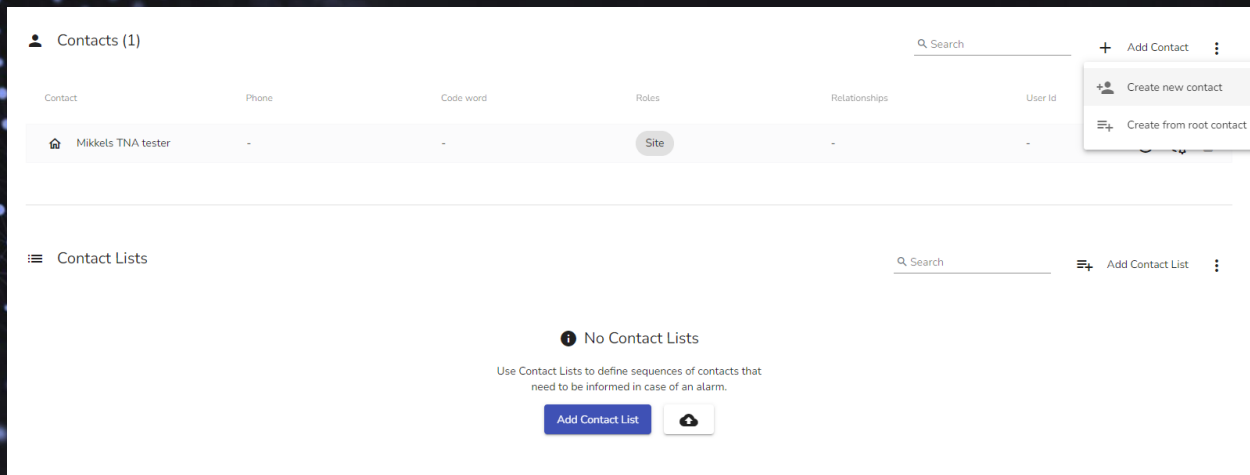 Contacts (1)
Search
Add Contact
Create new contact
Create from root contact
Contact Phone Code word Roles Relationships User Id
Mikkels TNA tester - - Site - -
Contact Lists
Search
Add Contact List
No Contact Lists
Use Contact Lists to define sequences of contacts that
need to be informed in case of an alarm.
Add Contact List